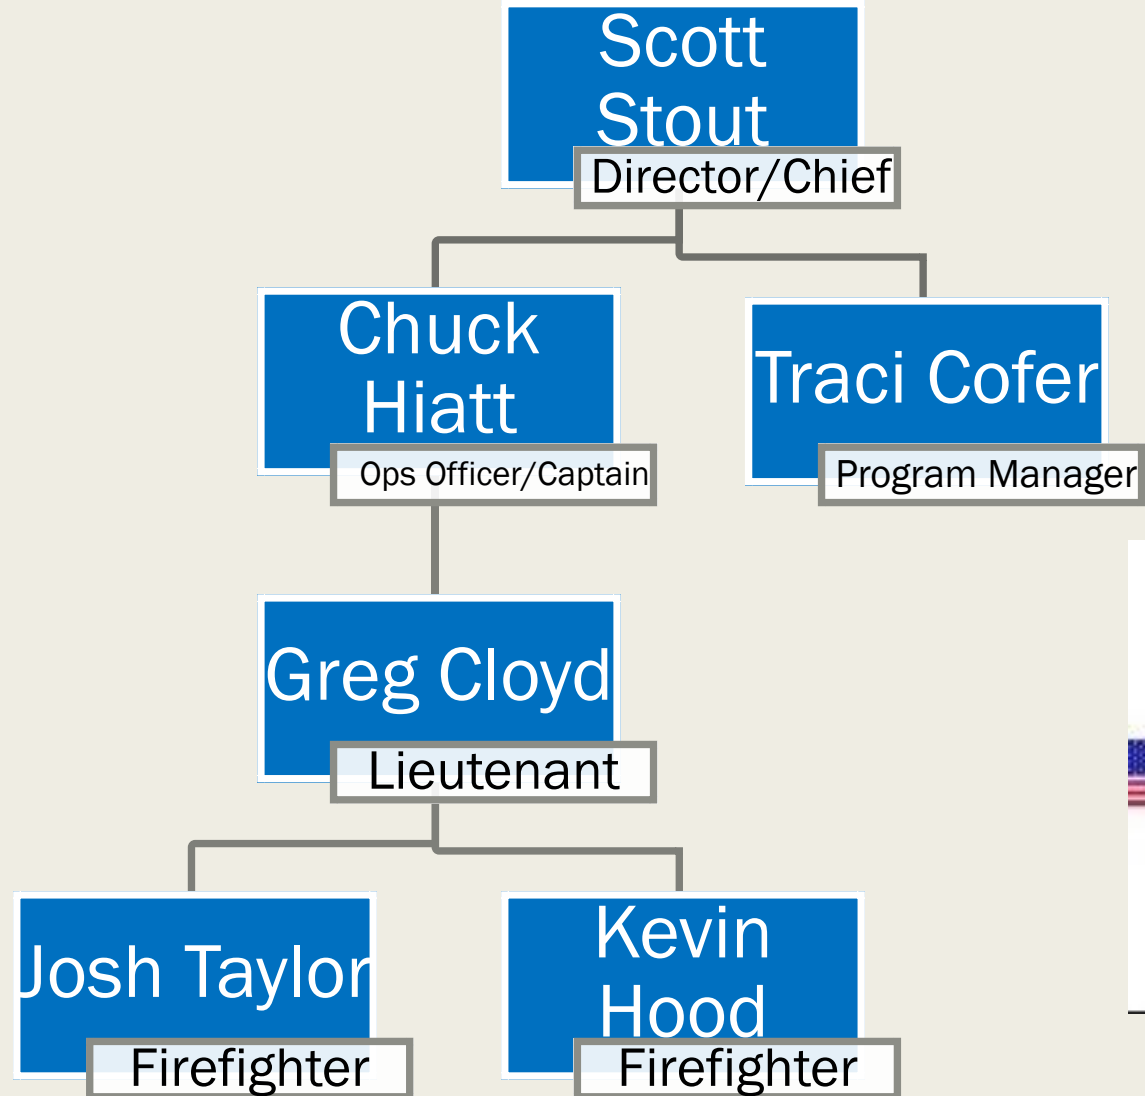 Scott
Stout
Director/Chief
Chuck
Hiatt
Ops Officer/Captain
Traci Cofer
Program Manager
Greg Cloyd
Lieutenant
Josh Taylor
Firefighter
Kevin
Hood
Firefighter